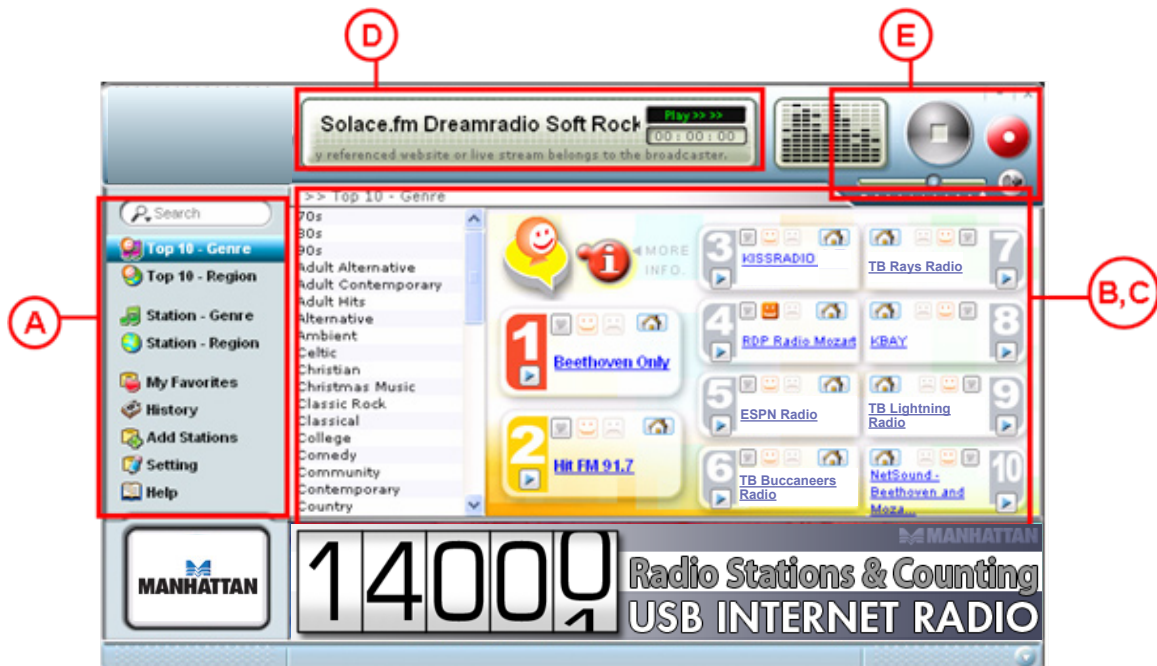 D
E
Solace.fm Dreamradio Soft Rock
Play >> >>
00 : 00 : 00
y referenced website or live stream belongs to the broadcaster.
A
Search
Top 10 - Genre
Top 10 - Region
Station - Genre
Station - Region
My Favorites
History
Add Stations
Setting
Help
>> Top 10 - Genre
70s
80s
90s
Adult Alternative
Adult Contemporary
Adult Hits
Alternative
Ambient
Celtic
Christian
Christmas Music
Classic Rock
Classical
College
Comedy
Community
Contemporary
Country
MORE
INFO.
1
Beethoven Only
2
Hit FM 91.7
3
KISSRADIO
4
RDP Radio Mozart
5
ESPN Radio
6
TB Buccaneers
Radio
7
TB Rays Radio
8
KBAY
9
TB Lightning
Radio
10
NetSound -
Beethoven and
Moza...
B,C
MANHATTAN
MANHATTAN
1400
Radio Stations & Counting
USB INTERNET RADIO